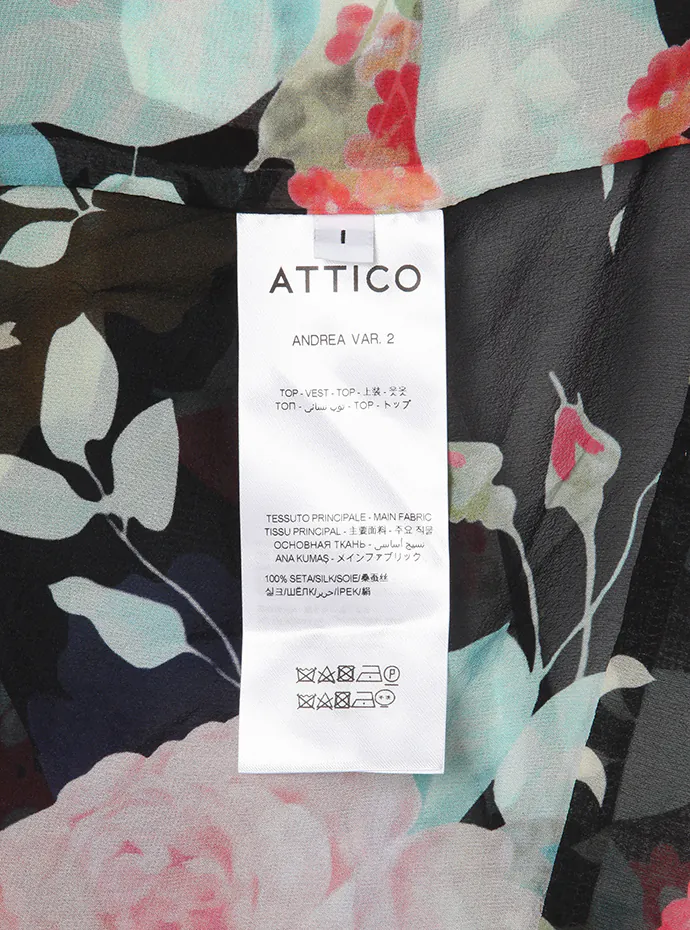 I
ATTICO
ANDREA VAR. 2
TOP - VEST - TOP - 上装 - 웃옷
ТОП - توب نسائي - TOP - トップ
TESSUTO PRINCIPALE - MAIN FABRIC
TISSU PRINCIPAL - 主要面料 - 주요 직물
ОСНОВНАЯ ТКАНЬ - نسيج أساسي -
ANA KUMAŞ - メインファブリック
100% SETA/SILK/SOIE/桑蚕丝
실크/ШЁЛК/حرير/İPEK/絹
P